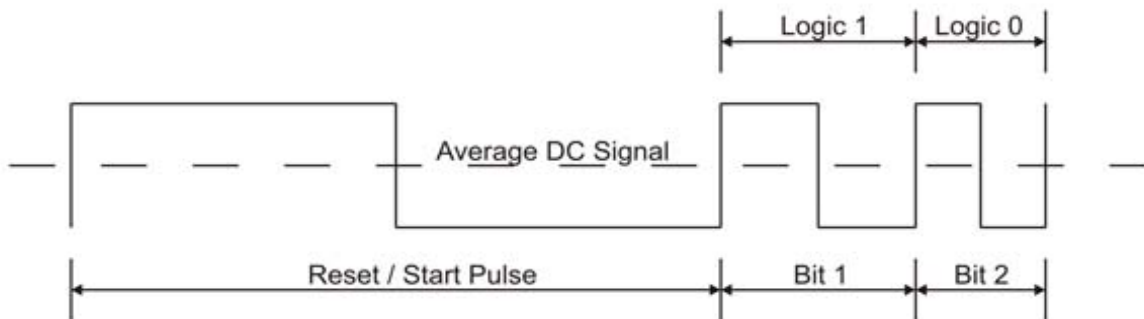 Logic 1 Logic 0
Average DC Signal
Reset / Start Pulse Bit 1 Bit 2